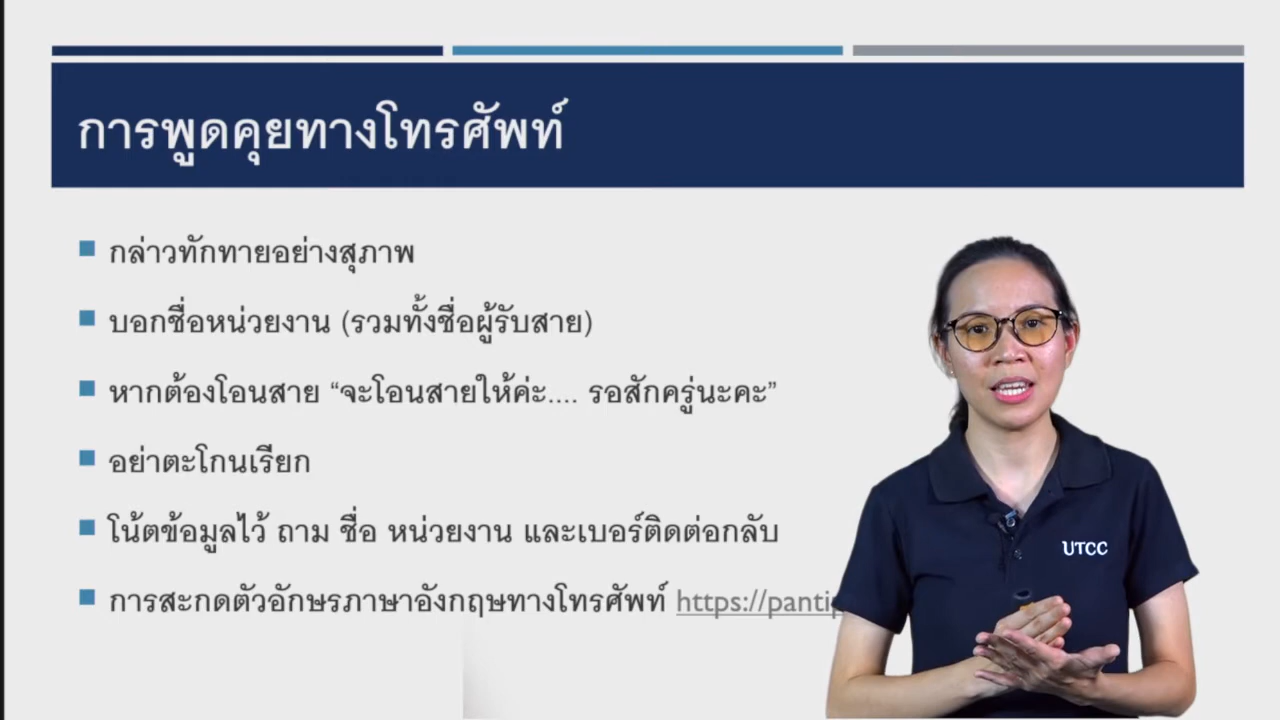 การพูดคุยทางโทรศัพท์
กล่าวทักทายอย่างสุภาพ
บอกชื่อหน่วยงาน (รวมทั้งชื่อผู้รับสาย)
หากต้องโอนสาย “จะโอนสายให้ค่ะ.... รอสักครู่นะคะ”
อย่าตะโกนเรียก
โน้ตข้อมูลไว้ ถาม ชื่อ หน่วยงาน และเบอร์ติดต่อกลับ
การสะกดตัวอักษรภาษาอังกฤษทางโทรศัพท์ https://pantip
UTCC